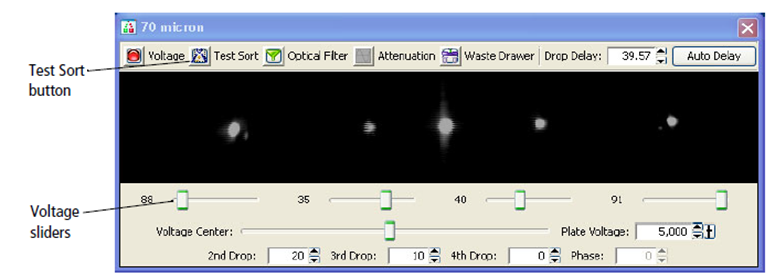 70 micron
Voltage Test Sort Optical Filter Attenuation Waste Drawer Drop Delay: 39.57 Auto Delay
Test Sort
button
88 35 40 91
Voltage
sliders
Voltage Center: Plate Voltage: 5,000
2nd Drop: 20 3rd Drop: 10 4th Drop: 0 Phase: 0